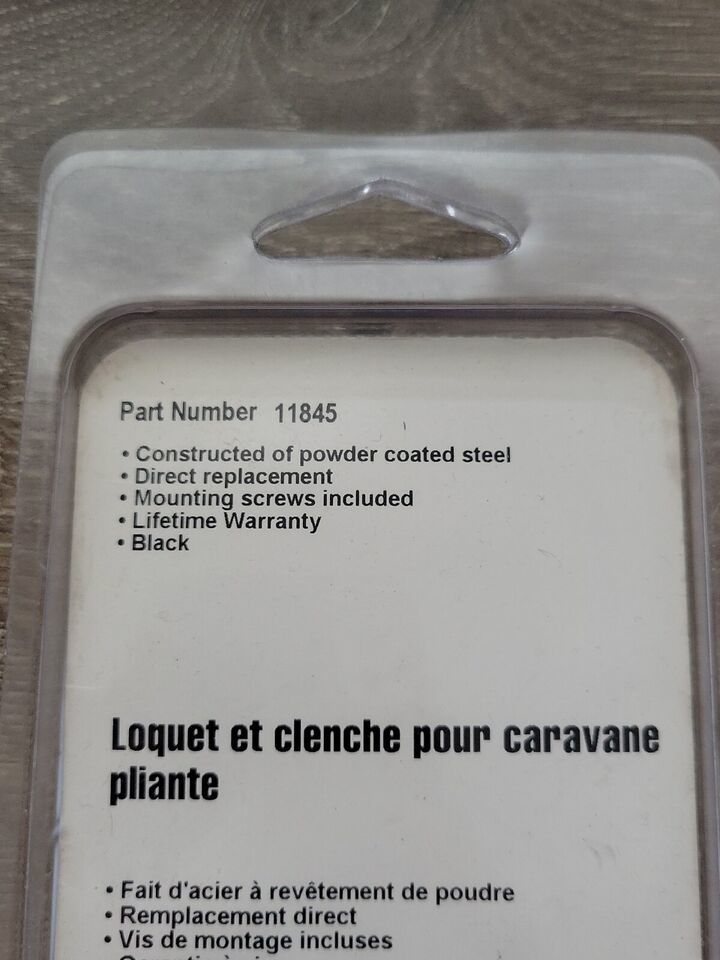 Part Number 11845
• Constructed of powder coated steel
• Direct replacement
• Mounting screws included
• Lifetime Warranty
• Black
Loquet et clenche pour caravane
pliante
• Fait d'acier à revêtement de poudre
• Remplacement direct
• Vis de montage incluses